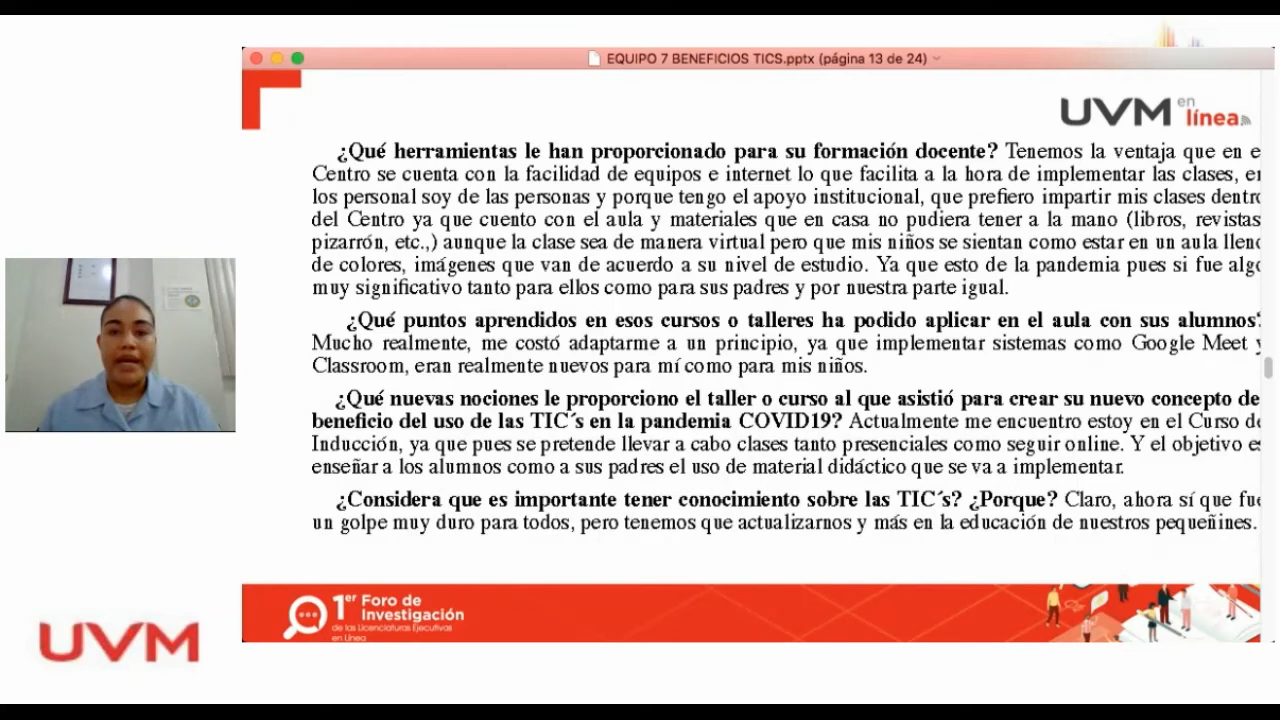 EQUIPO 7 BENEFICIOS TICS.pptx (página 13 de 24)
UVM en línea
¿Qué herramientas le han proporcionado para su formación docente? Tenemos la ventaja que en e
Centro se cuenta con la facilidad de equipos e internet lo que facilita a la hora de implementar las clases, en
los personal soy de las personas y porque tengo el apoyo institucional, que prefiero impartir mis clases dentro
del Centro ya que cuento con el aula y materiales que en casa no pudiera tener a la mano (libros, revistas
pizarrón, etc.,) aunque la clase sea de manera virtual pero que mis niños se sientan como estar en un aula lleno
de colores, imágenes que van de acuerdo a su nivel de estudio. Ya que esto de la pandemia pues si fue algo
muy significativo tanto para ellos como para sus padres y por nuestra parte igual.
¿Qué puntos aprendidos en esos cursos o talleres ha podido aplicar en el aula con sus alumnos?
Mucho realmente, me costó adaptarme a un principio, ya que implementar sistemas como Google Meet y
Classroom, eran realmente nuevos para mí como para mis niños.
¿Qué nuevas nociones le proporciono el taller o curso al que asistió para crear su nuevo concepto de
beneficio del uso de las TIC´s en la pandemia COVID19? Actualmente me encuentro estoy en el Curso de
Inducción, ya que pues se pretende llevar a cabo clases tanto presenciales como seguir online. Y el objetivo es
enseñar a los alumnos como a sus padres el uso de material didáctico que se va a implementar.
¿Considera que es importante tener conocimiento sobre las TIC´s? ¿Porque? Claro, ahora sí que fue
un golpe muy duro para todos, pero tenemos que actualizarnos y más en la educación de nuestros pequeñines.
1er Foro de
Investigación
de las Licenciaturas Ejecutivas
en Línea
UVM